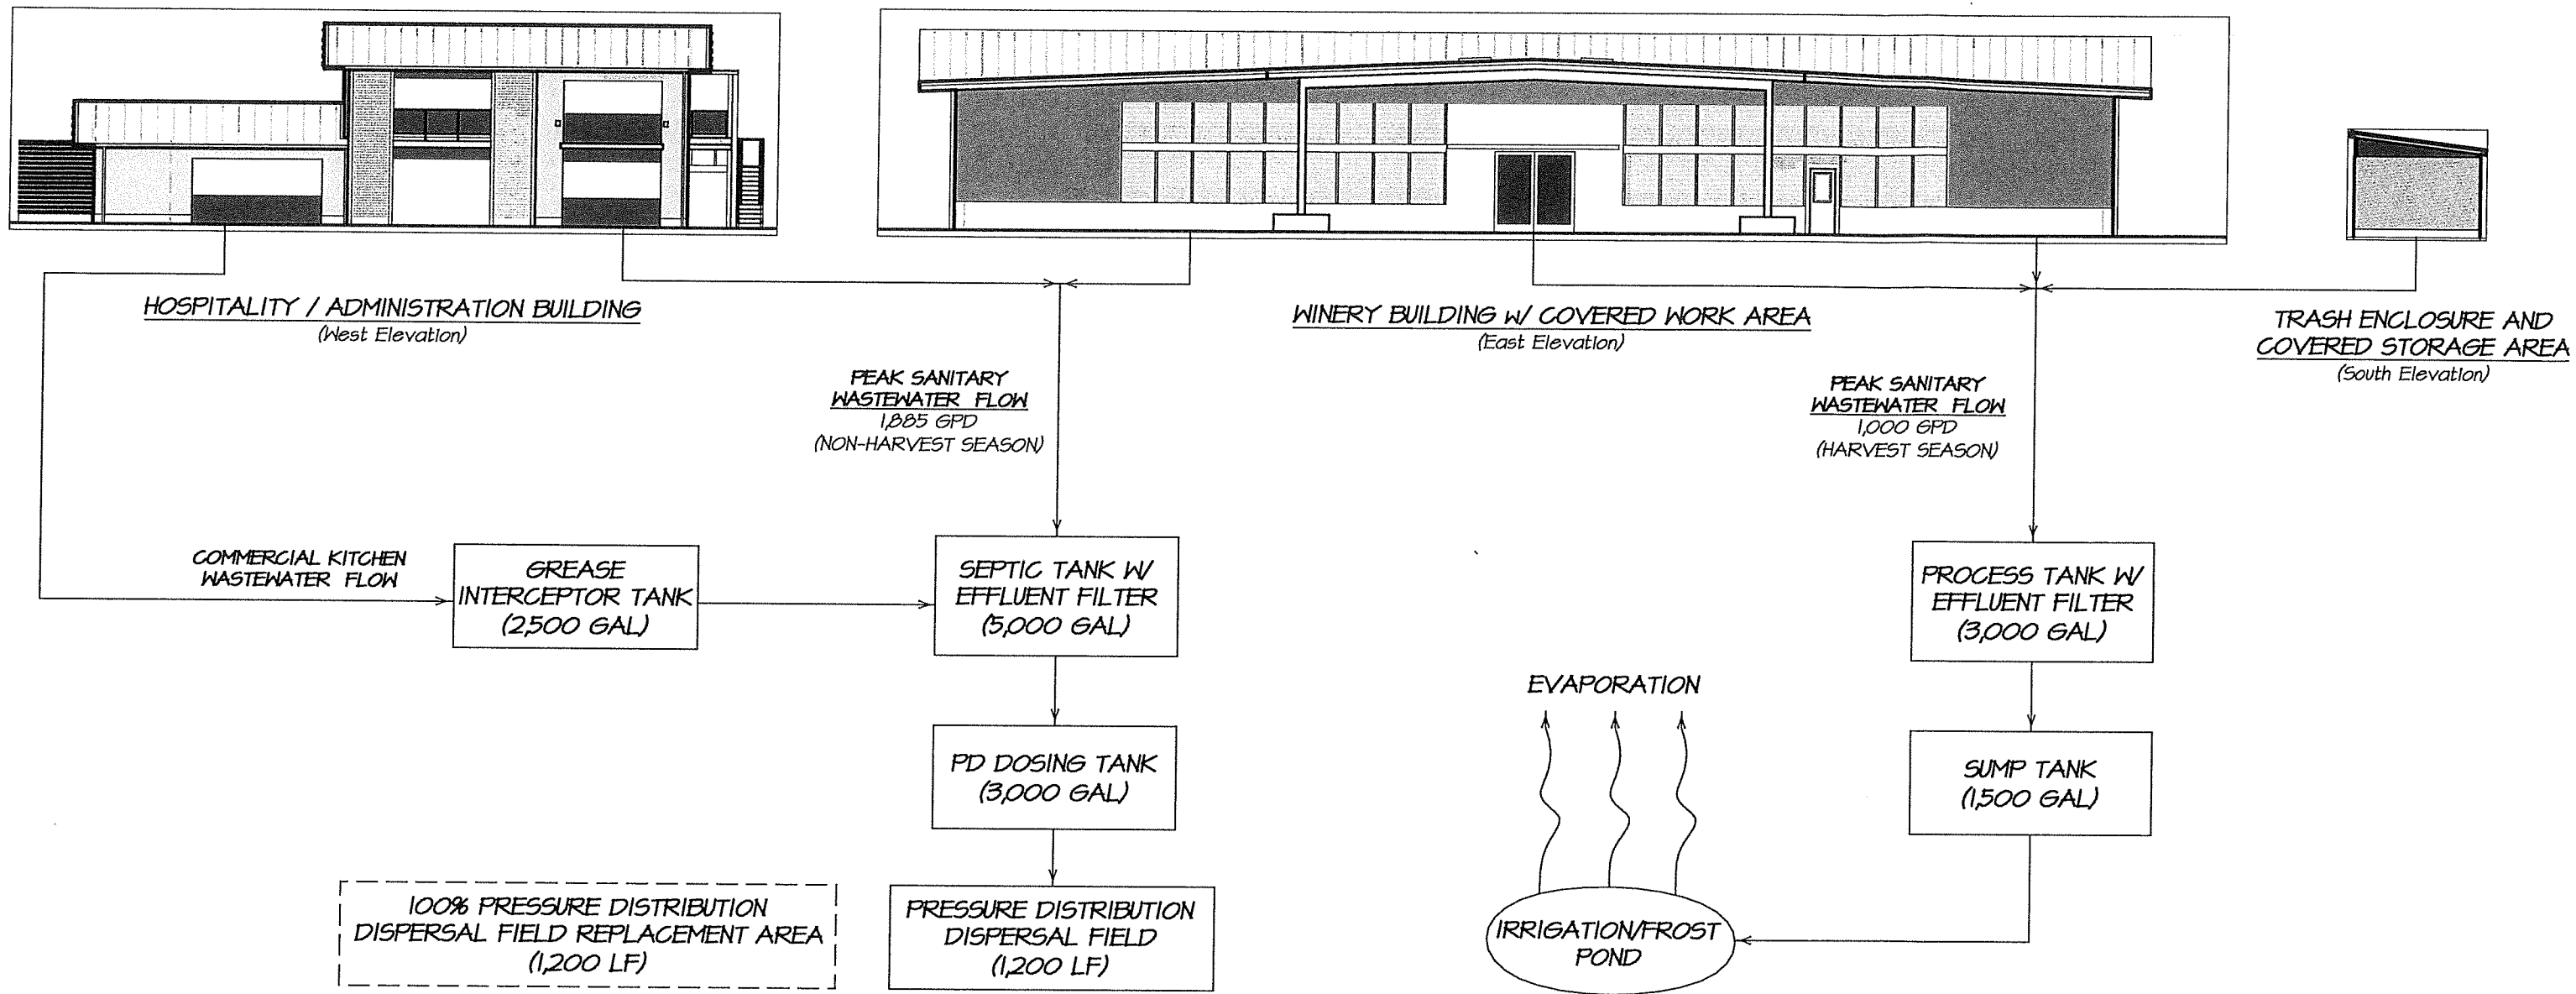 HOSPITALITY / ADMINISTRATION BUILDING
(West Elevation)
WINERY BUILDING W/ COVERED WORK AREA
(East Elevation)
TRASH ENCLOSURE AND
COVERED STORAGE AREA
(South Elevation)
PEAK SANITARY
WASTEWATER FLOW
1,885 GPD
(NON-HARVEST SEASON)
PEAK SANITARY
WASTEWATER FLOW
1,000 GPD
(HARVEST SEASON)
COMMERCIAL KITCHEN
WASTEWATER FLOW
GREASE
INTERCEPTOR TANK
(2,500 GAL)
SEPTIC TANK W/
EFFLUENT FILTER
(5,000 GAL)
PROCESS TANK W/
EFFLUENT FILTER
(3,000 GAL)
EVAPORATION
PD DOSING TANK
(3,000 GAL)
SUMP TANK
(1,500 GAL)
100% PRESSURE DISTRIBUTION
DISPERSAL FIELD REPLACEMENT AREA
(1,200 LF)
PRESSURE DISTRIBUTION
DISPERSAL FIELD
(1,200 LF)
IRRIGATION/FROST
POND